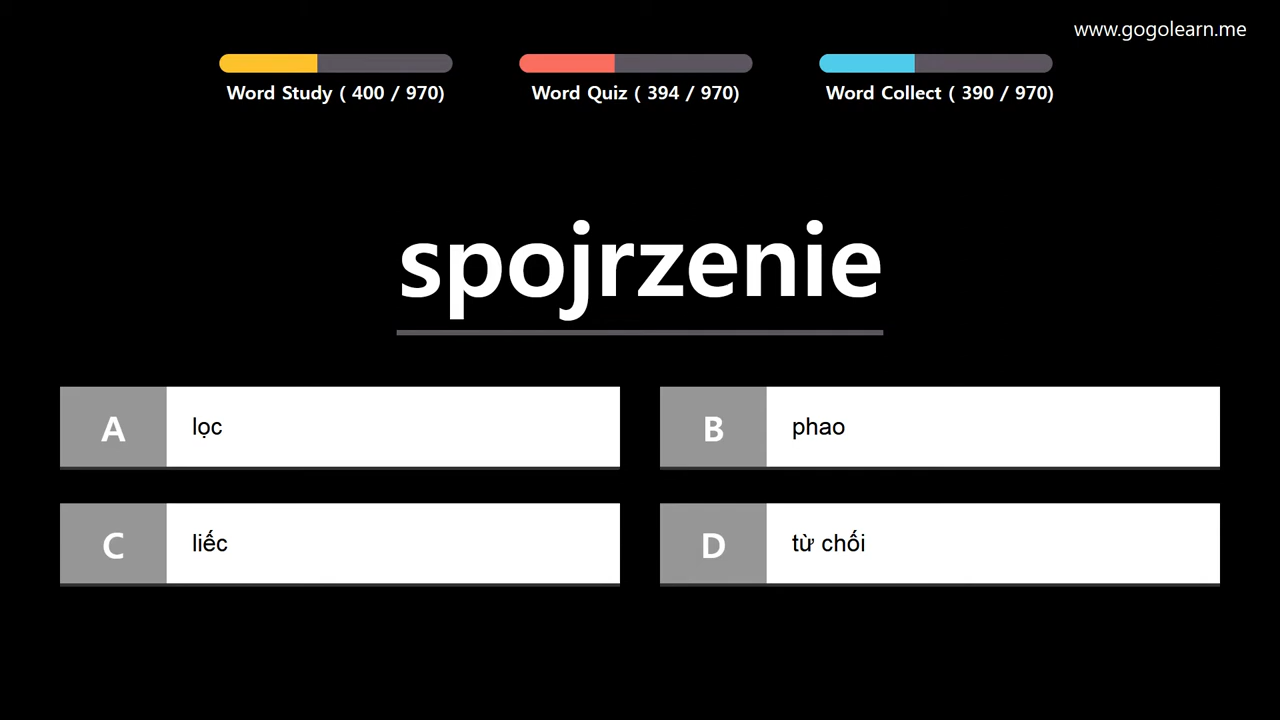 www.gogolearn.me
Word Study ( 400 / 970)
Word Quiz ( 394 / 970)
Word Collect ( 390 / 970)
spojrzenie
A lọc
B phao
C liếc
D từ chối